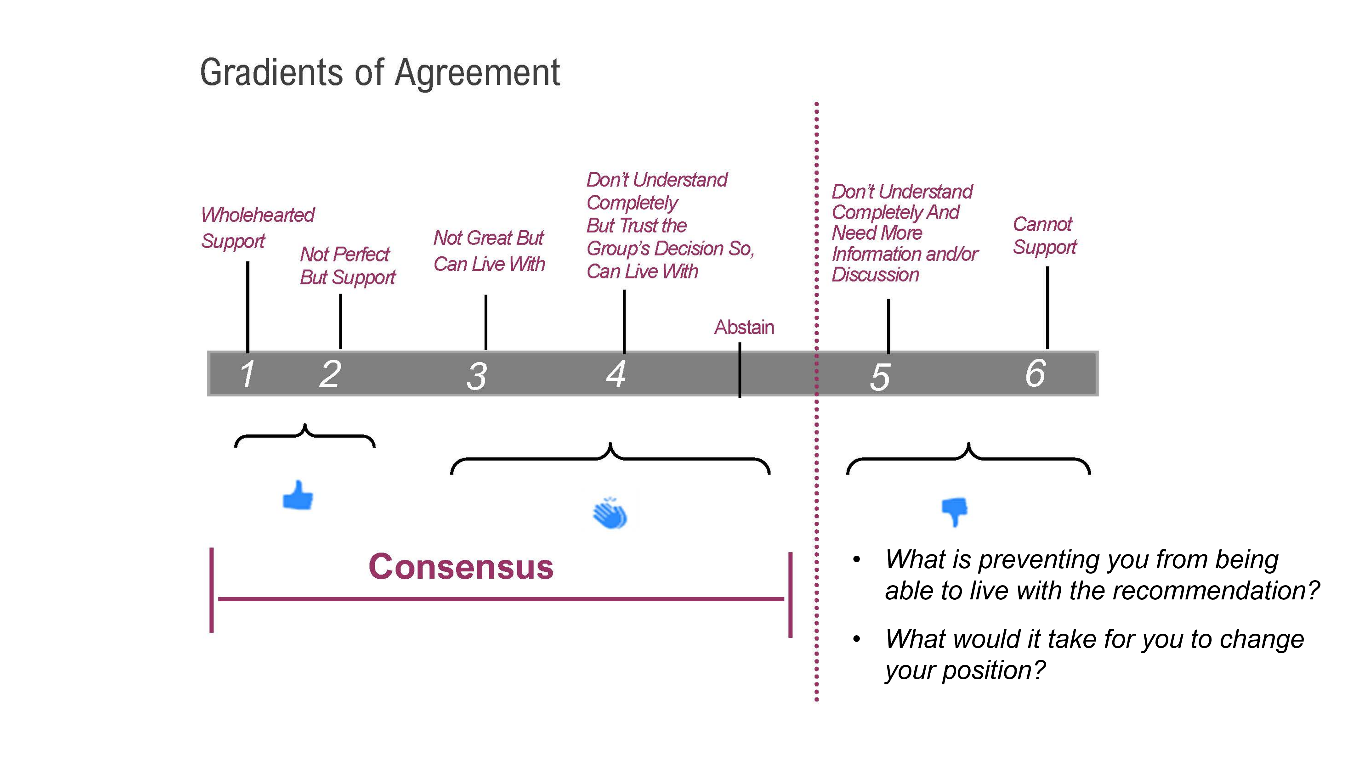 Gradients of Agreement
Wholehearted
Support
Not Perfect
But Support
Not Great But
Can Live With
Don't Understand
Completely
But Trust the
Group's Decision So,
Can Live With
Abstain
Don't Understand
Completely And
Need More
Information and/or
Discussion
Cannot
Support
1 2 3 4 5 6
Consensus
• What is preventing you from being
able to live with the recommendation?
• What would it take for you to change
your position?